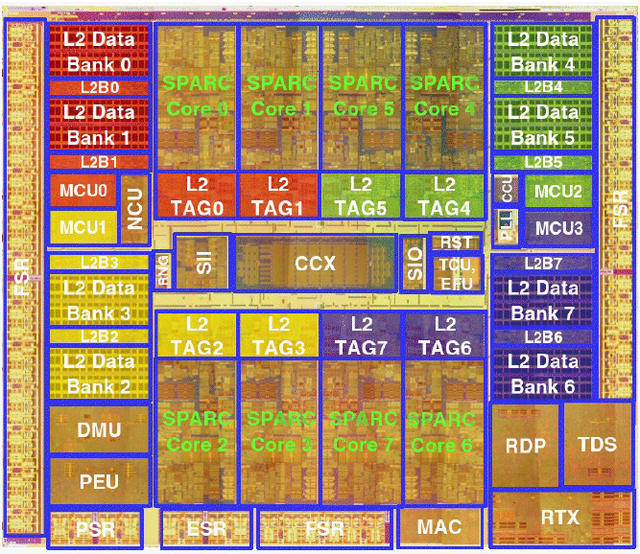 L2 Data
Bank 0
L2B0
L2 Data
Bank 1
L2B1
MCU0
MCU1
NCU
SPARC
Core 0
SPARC
Core 1
SPARC
Core 5
SPARC
Core 4
L2
TAG0
L2
TAG1
L2
TAG5
L2
TAG4
L2 Data
Bank 4
L2B4
L2 Data
Bank 5
L2B5
CCU
MCU2
PLL
MCU3
FSR
FSR
L2B3
L2 Data
Bank 3
L2B2
L2 Data
Bank 2
RNG
SII
CCX
SIO
RST
TCU,
EFU
L2B7
L2 Data
Bank 7
L2B6
L2 Data
Bank 6
L2
TAG2
L2
TAG3
L2
TAG7
L2
TAG6
SPARC
Core 2
SPARC
Core 3
SPARC
Core 7
SPARC
Core 6
DMU
PEU
RDP
TDS
PSR
ESR
FSR
MAC
RTX